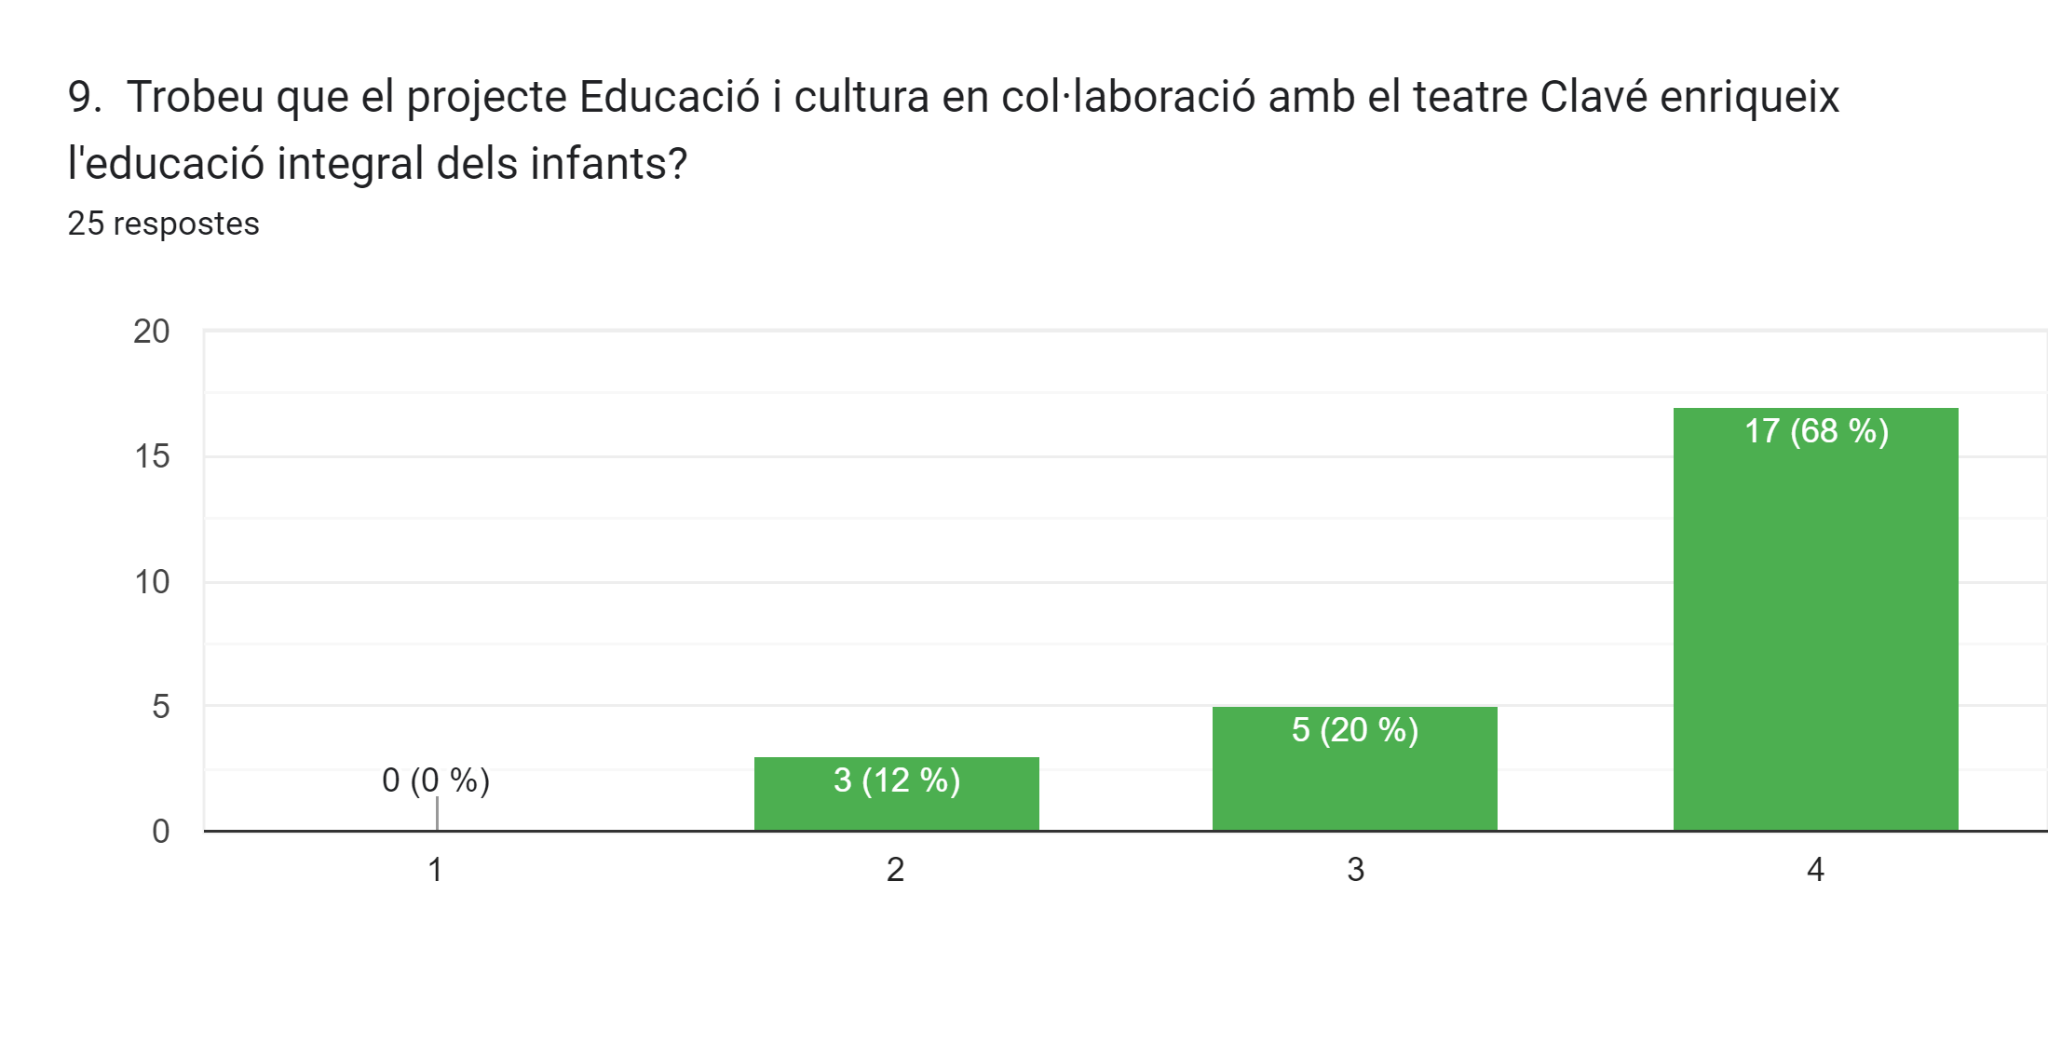 9.  Trobeu que el projecte Educació i cultura en col·laboració amb el teatre Clavé enriqueix
l'educació integral dels infants?
25 respostes
20
15
10
5
0
0 (0 %)
3 (12 %)
5 (20 %)
17 (68 %)
1
2
3
4